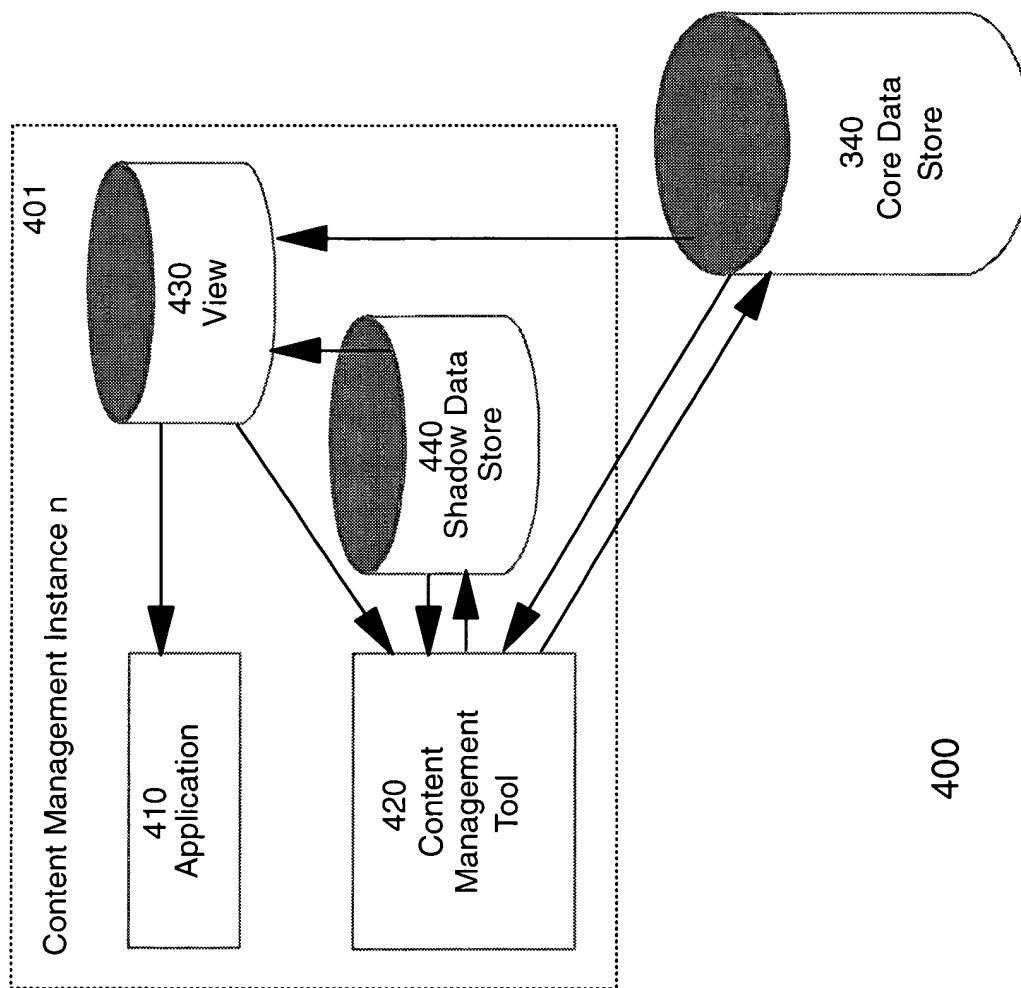 Content Management Instance n
401
410
Application
430
View
420
Content
Management
Tool
440
Shadow Data
Store
340
Core Data
Store
400